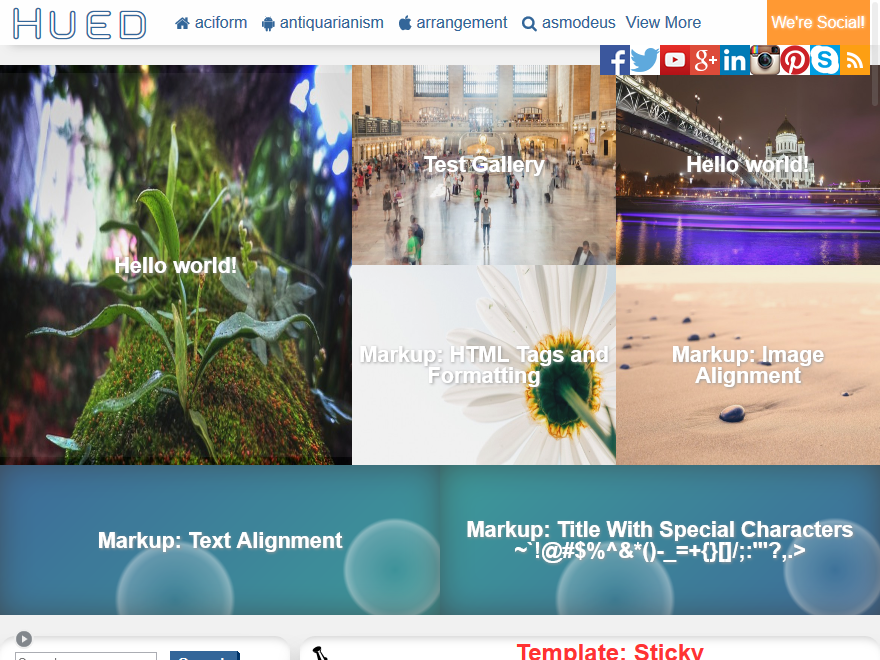 HUED
aciform
antiquarianism
arrangement
asmodeus
View More
We're Social!
Test Gallery
Hello world!
Hello world!
Markup: HTML Tags and
Formatting
Markup: Image
Alignment
Markup: Text Alignment
Markup: Title With Special Characters
~`!@#$%^&*()-_=+{}[]/;:'"?,.>
Template: Sticky